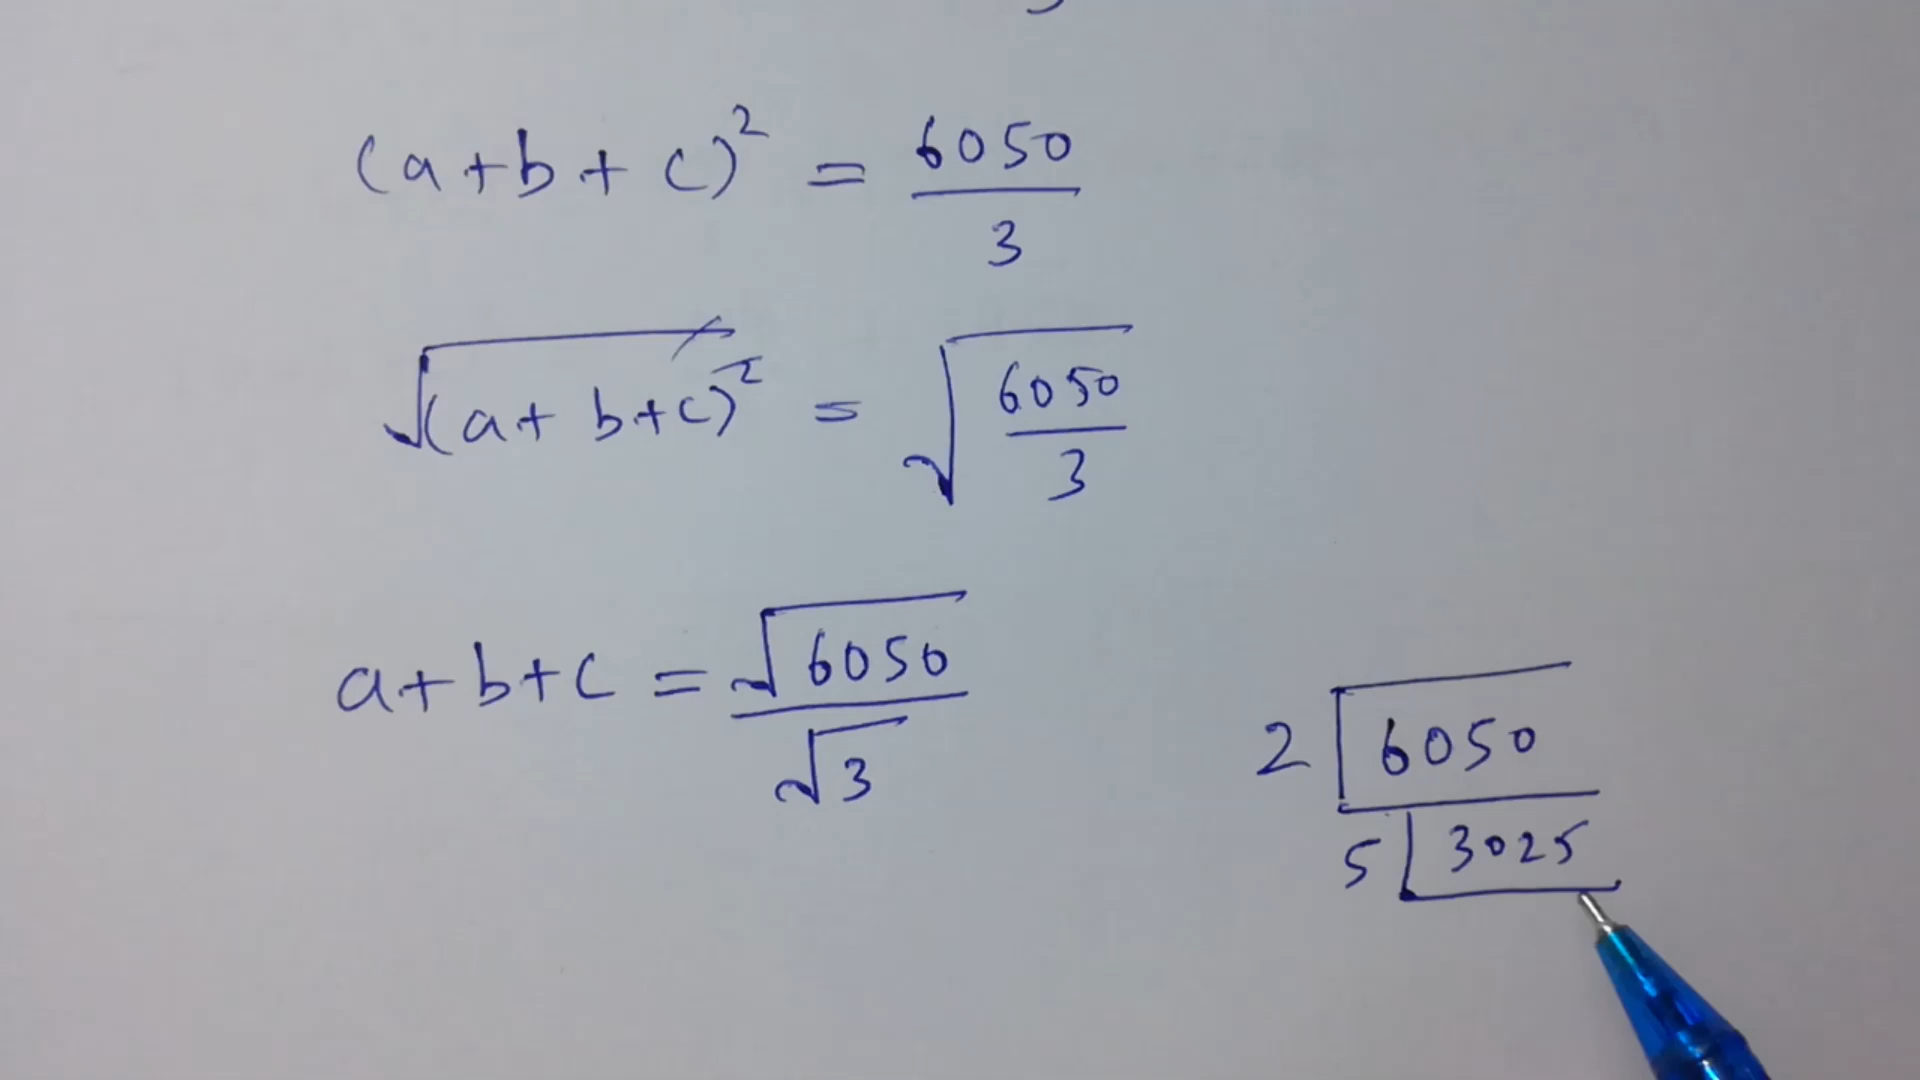 (a+b+c)² = 6050/3
√(a+b+c)² = √(6050/3)
a+b+c = √6050/√3
2 | 6050
5 | 3025